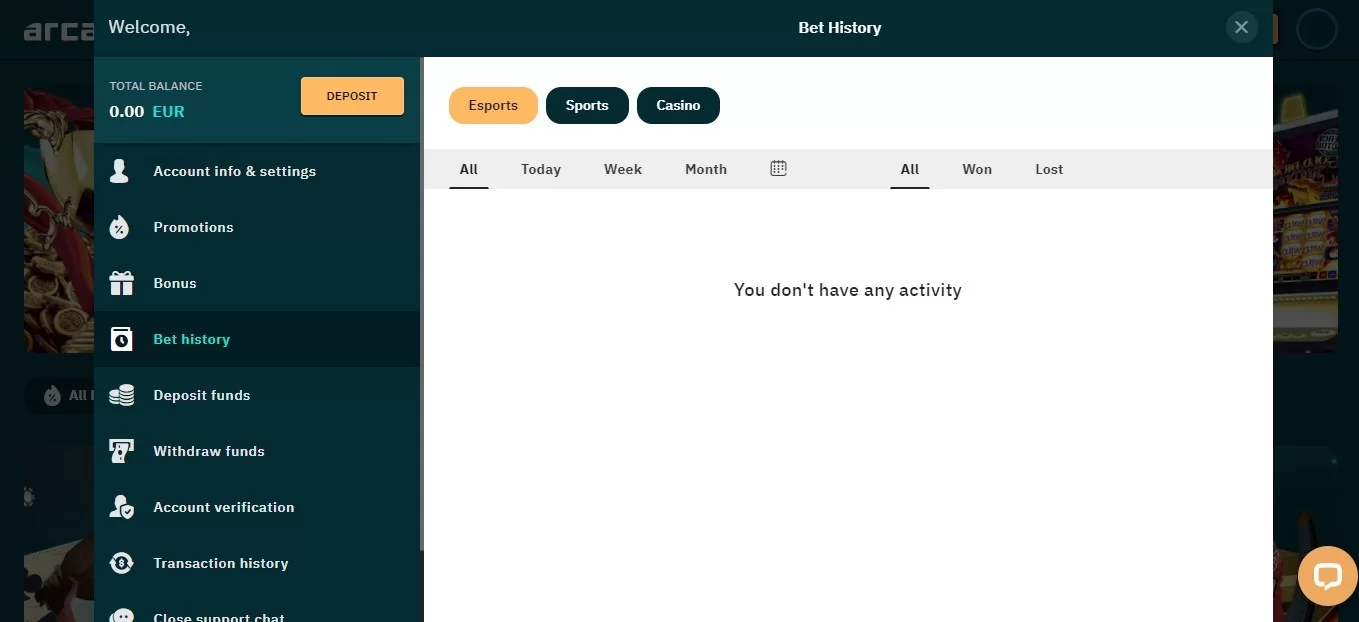 arca
Welcome,
Bet History
TOTAL BALANCE
0.00 EUR
DEPOSIT
Account info & settings
Promotions
Bonus
Bet history
Deposit funds
Withdraw funds
Account verification
Transaction history
Close support chat
Esports Sports Casino
All Today Week Month All Won Lost
You don't have any activity
All